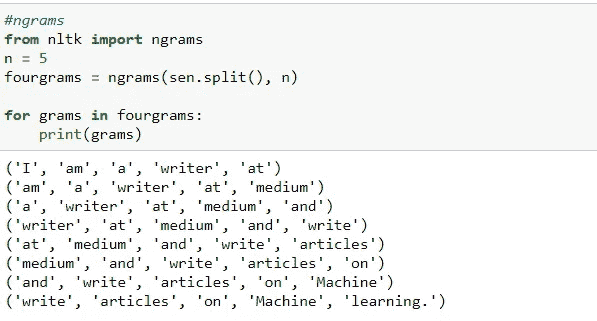 #ngrams
from nltk import ngrams
n = 5
fourgrams = ngrams(sen.split(), n)
for grams in fourgrams:
    print(grams)
('I', 'am', 'a', 'writer', 'at')
('am', 'a', 'writer', 'at', 'medium')
('a', 'writer', 'at', 'medium', 'and')
('writer', 'at', 'medium', 'and', 'write')
('at', 'medium', 'and', 'write', 'articles')
('medium', 'and', 'write', 'articles', 'on')
('and', 'write', 'articles', 'on', 'Machine')
('write', 'articles', 'on', 'Machine', 'learning.')